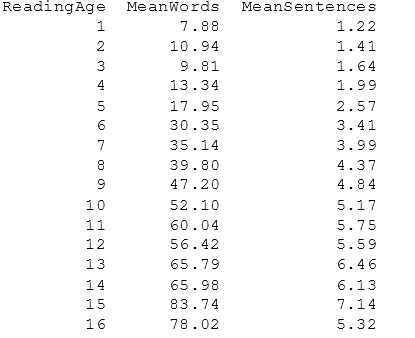 ReadingAge MeanWords MeanSentences
1 7.88 1.22
2 10.94 1.41
3 9.81 1.64
4 13.34 1.99
5 17.95 2.57
6 30.35 3.41
7 35.14 3.99
8 39.80 4.37
9 47.20 4.84
10 52.10 5.17
11 60.04 5.75
12 56.42 5.59
13 65.79 6.46
14 65.98 6.13
15 83.74 7.14
16 78.02 5.32